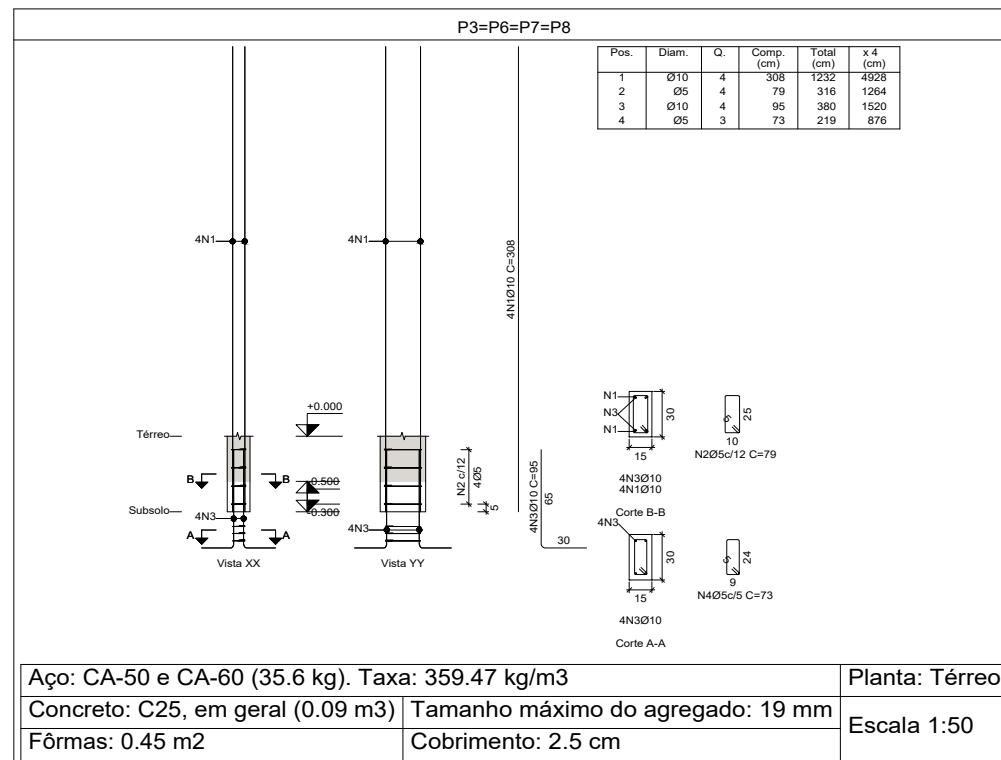 P3=P6=P7=P8
Pos. Diam. Q. Comp. (cm) Total (cm) x 4 (cm)
1 Ø10 4 308 1232 4928
2 Ø5 4 79 316 1264
3 Ø10 4 95 380 1520
4 Ø5 3 73 219 876
4N1
4N1
4N1Ø10 C=308
+0.000
Térreo
B
B
-0.500
Subsolo
-0.300
4N3
4N3
A
A
Vista XX
Vista YY
N2 c/12
4Ø5
5
4N3Ø10 C=95
65
30
N1
N3
N1
30
15
4N3Ø10
4N1Ø10
Corte B-B
5
25
10
N2Ø5c/12 C=79
4N3
30
15
4N3Ø10
Corte A-A
5
24
9
N4Ø5c/5 C=73
Aço: CA-50 e CA-60 (35.6 kg). Taxa: 359.47 kg/m3
Planta: Térreo
Concreto: C25, em geral (0.09 m3)
Tamanho máximo do agregado: 19 mm
Escala 1:50
Fôrmas: 0.45 m2
Cobrimento: 2.5 cm